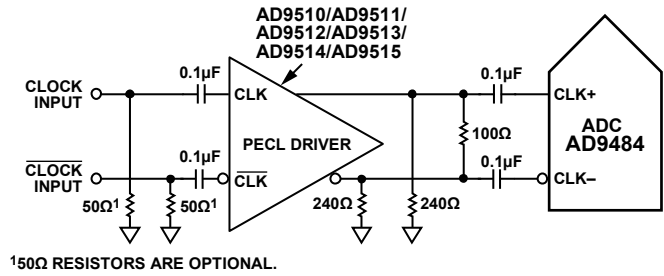 AD9510/AD9511/
AD9512/AD9513/
AD9514/AD9515
0.1µF
0.1µF
CLOCK
INPUT
CLK
CLK+
ADC
AD9484
PECL DRIVER
100Ω
0.1µF
0.1µF
CLOCK
INPUT
CLK
CLK–
50Ω1
50Ω1
240Ω
240Ω
150Ω RESISTORS ARE OPTIONAL.